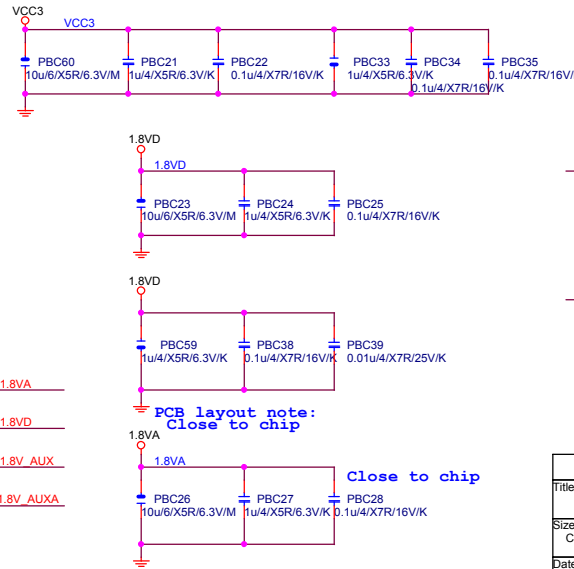 VCC3
VCC3
PBC60
10u/6/X5R/6.3V/M
PBC21
1u/4/X5R/6.3V/K
PBC22
0.1u/4/X7R/16V/K
PBC33
1u/4/X5R/6.3V/K
PBC34
0.1u/4/X7R/16V/K
PBC35
0.1u/4/X7R/16V/
1.8VD
1.8VD
PBC23
10u/6/X5R/6.3V/M
PBC24
1u/4/X5R/6.3V/K
PBC25
0.1u/4/X7R/16V/K
1.8VD
PBC59
1u/4/X5R/6.3V/K
PBC38
0.1u/4/X7R/16V/K
PBC39
0.01u/4/X7R/25V/K
1.8VA
1.8VD
1.8V_AUX
1.8V_AUXA
PCB layout note:
Close to chip
1.8VA
1.8VA
Close to chip
PBC26
10u/6/X5R/6.3V/M
PBC27
1u/4/X5R/6.3V/K
PBC28
0.1u/4/X7R/16V/K
Title
Size
C
Date